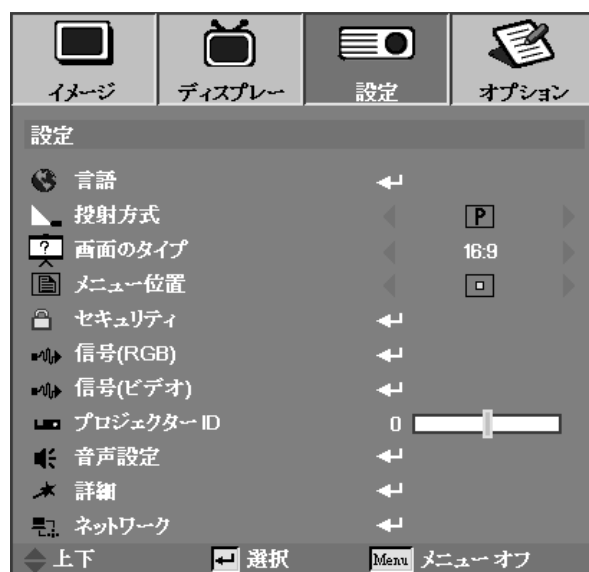 イメージ ディスプレー 設定 オプション
設定
言語
投射方式 P
? 画面のタイプ 16:9
メニュー位置
セキュリティ
信号(RGB)
信号(ビデオ)
プロジェクター ID 0
音声設定
詳細
ネットワーク
上下 選択 Menu メニュー オフ